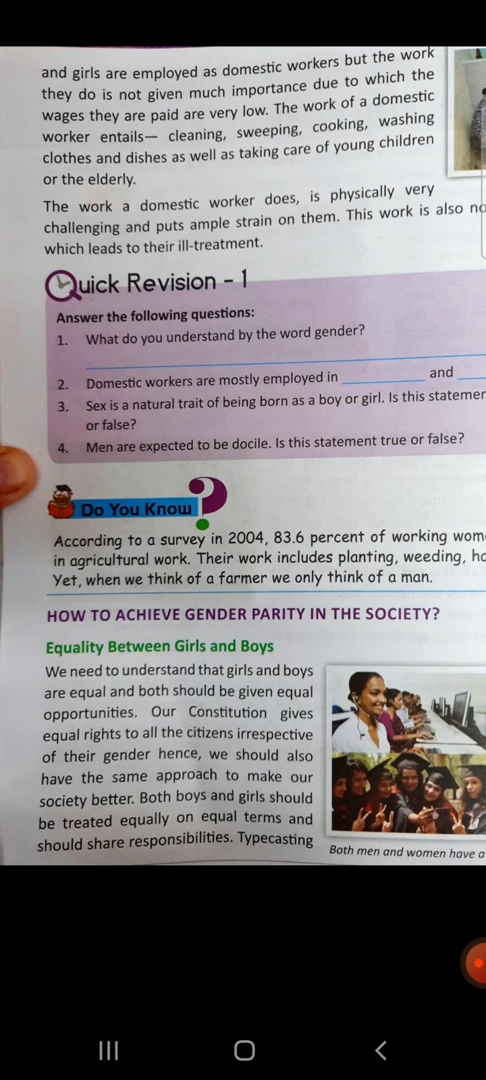 and girls are employed as domestic workers but the work
they do is not given much importance due to which the
wages they are paid are very low. The work of a domestic
worker entails— cleaning, sweeping, cooking, washing
clothes and dishes as well as taking care of young children
or the elderly.
The work a domestic worker does, is physically very
challenging and puts ample strain on them. This work is also
which leads to their ill-treatment.
Quick Revision - 1
Answer the following questions:
1. What do you understand by the word gender?
2. Domestic workers are mostly employed in ________ and ____
3. Sex is a natural trait of being born as a boy or girl. Is this
or false?
4. Men are expected to be docile. Is this statement true or false?
Do You Know ?
According to a survey in 2004, 83.6 percent of working
in agricultural work. Their work includes planting, weeding,
Yet, when we think of a farmer we only think of a man.
HOW TO ACHIEVE GENDER PARITY IN THE SOCIETY?
Equality Between Girls and Boys
We need to understand that girls and boys
are equal and both should be given equal
opportunities. Our Constitution gives
equal rights to all the citizens irrespective
of their gender hence, we should also
have the same approach to make our
society better. Both boys and girls should
be treated equally on equal terms and
should share responsibilities. Typecasting
Both men and women have a